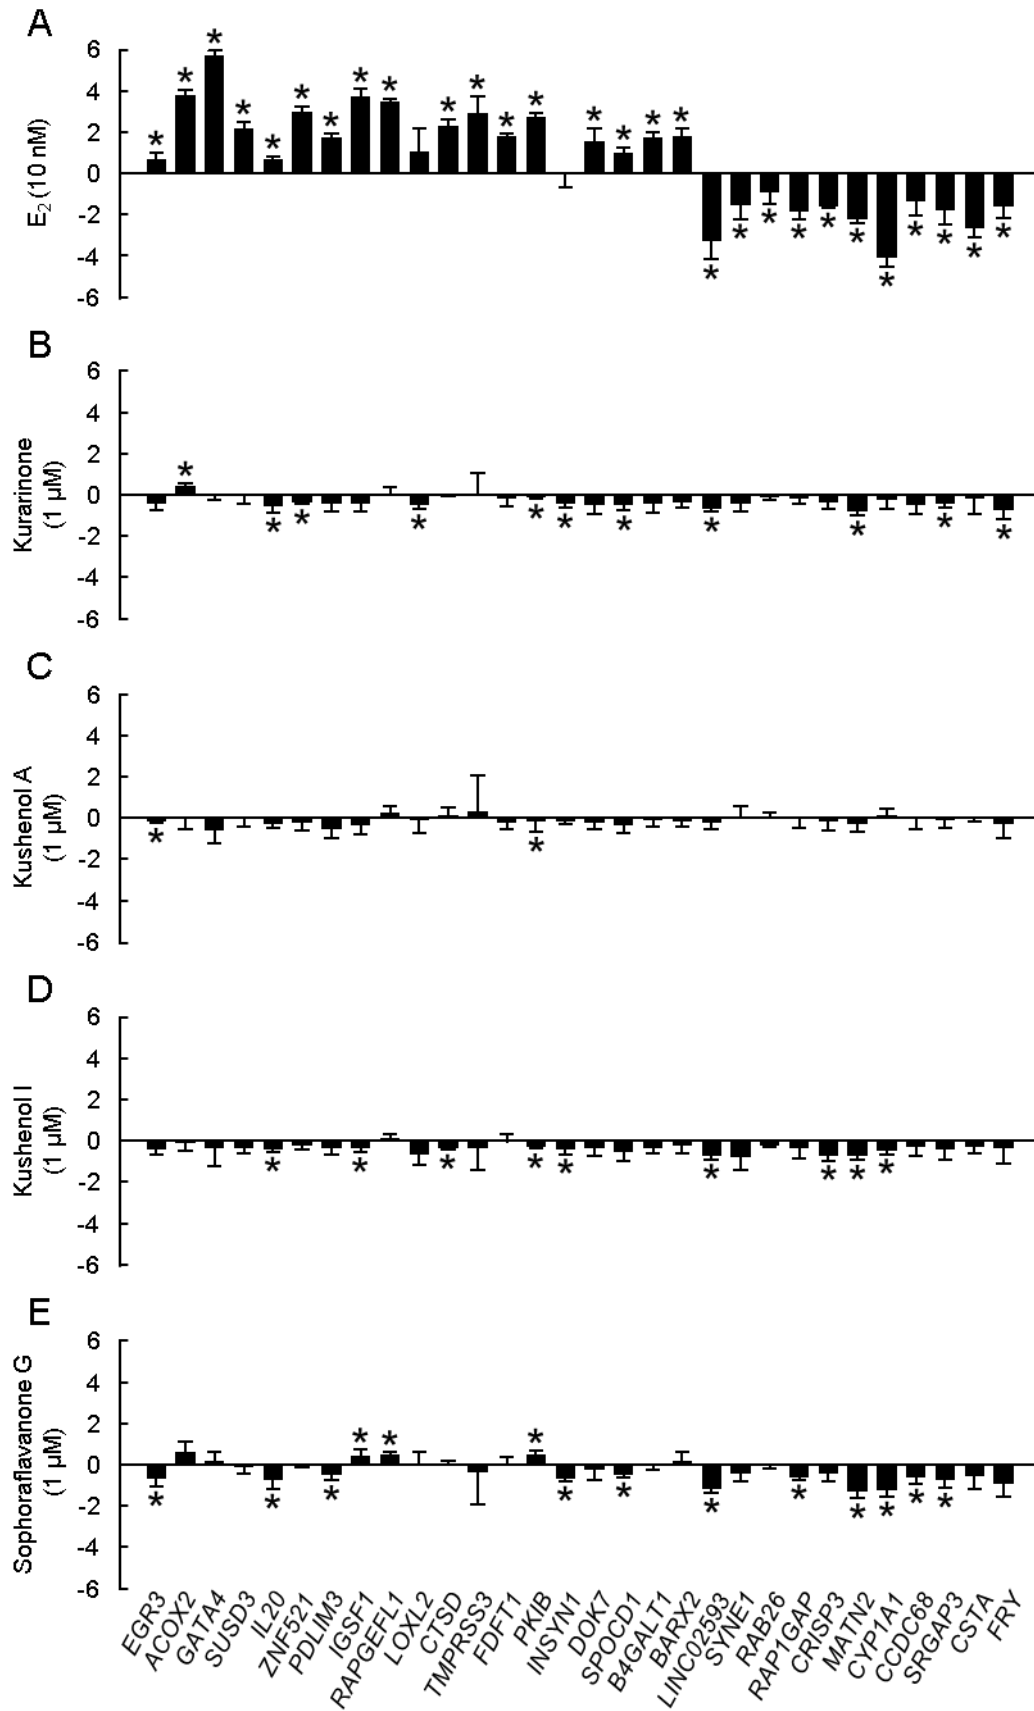 A
6
4
2
0
-2
-4
-6
E2 (10 nM)
* * * * * * * * * * * * * * * * * *
* * * * * * * * * * *
B
6
4
2
0
-2
-4
-6
Kurarinone
(1 µM)
*
* * * * * * * * * *
C
6
4
2
0
-2
-4
-6
Kushenol A
(1 µM)
* *
D
6
4
2
0
-2
-4
-6
Kushenol I
(1 µM)
* * * * * * * * *
E
6
4
2
0
-2
-4
-6
Sophoraflavanone G
(1 µM)
* * *
* * * * * * * * * * *
EGR3
ACOX2
GATA4
SUSD3
IL20
ZNF521
PDLIM3
IGSF1
RAPGEFL1
LOXL2
CTSD
TMPRSS3
FDFT1
PKIB
INSYN1
DOK7
SPOCD1
B4GALT1
BARX2
LINC02593
SYNE1
RAB26
RAP1GAP
CRISP3
MATN2
CYP1A1
CCDC68
SRGAP3
CSTA
FRY